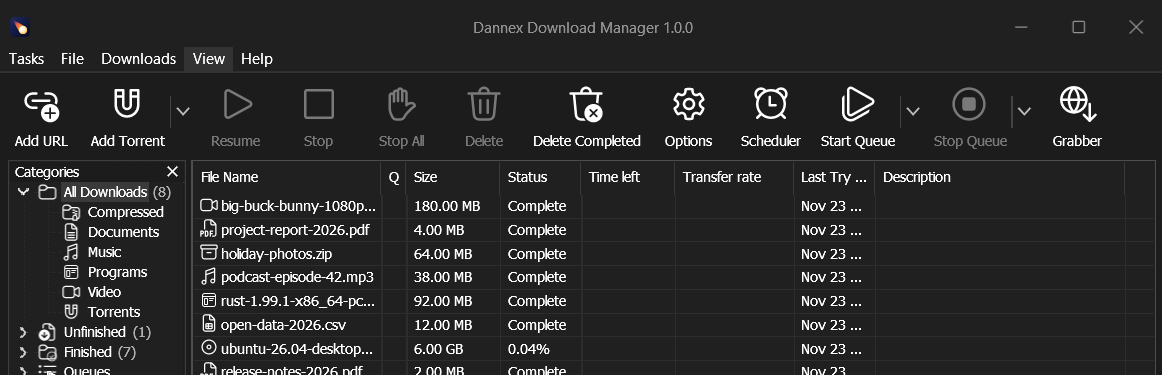 Dannex Download Manager 1.0.0
Tasks File Downloads View Help
Add URL Add Torrent Resume Stop Stop All Delete Delete Completed Options Scheduler Start Queue Stop Queue Grabber
Categories
All Downloads (8)
Compressed
Documents
Music
Programs
Video
Torrents
Unfinished (1)
Finished (7)
Queues
File Name Q Size Status Time left Transfer rate Last Try ... Description
big-buck-bunny-1080p... 180.00 MB Complete Nov 23 ...
PDF project-report-2026.pdf 4.00 MB Complete Nov 23 ...
holiday-photos.zip 64.00 MB Complete Nov 23 ...
podcast-episode-42.mp3 38.00 MB Complete Nov 23 ...
rust-1.99.1-x86_64-pc... 92.00 MB Complete Nov 23 ...
open-data-2026.csv 12.00 MB Complete Nov 23 ...
ubuntu-26.04-desktop... 6.00 GB 0.04% Nov 23 ...
release-notes-2026.pdf 2.00 MB Complete Nov 23 ...